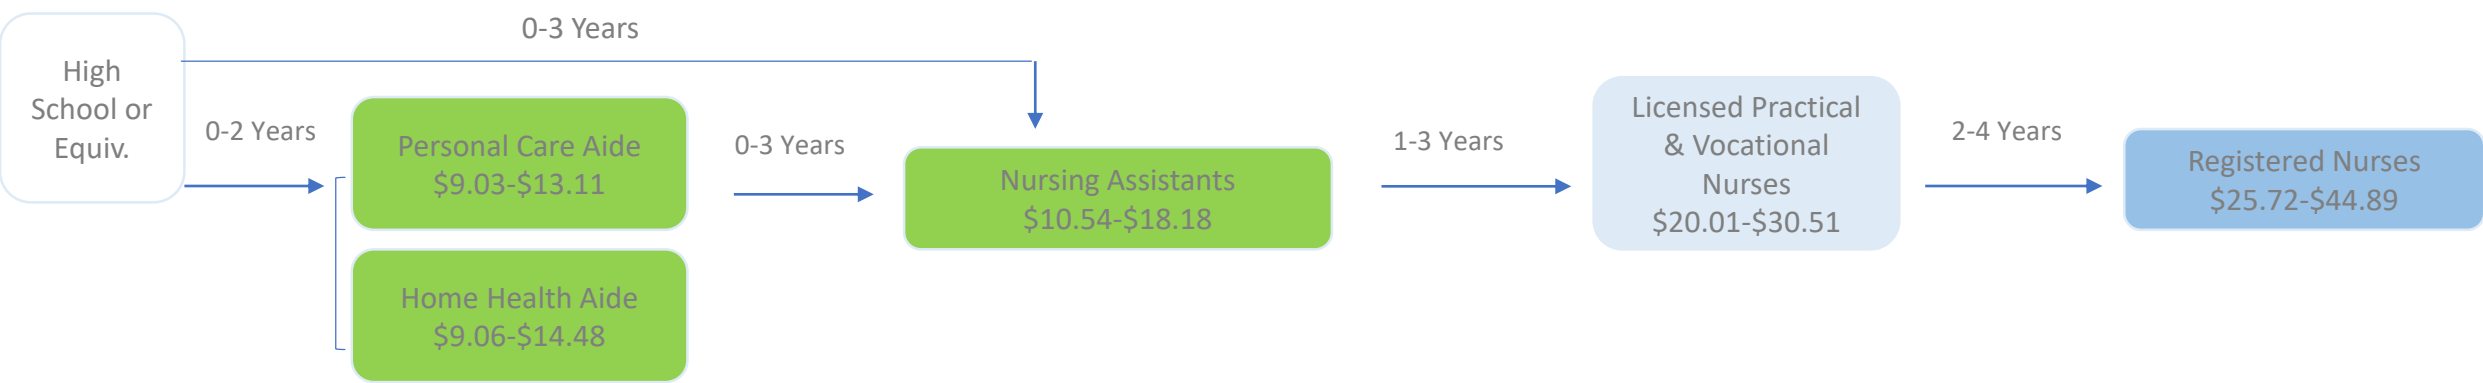 0-3 Years
High
School or
Equiv.
0-2 Years
Personal Care Aide
$9.03-$13.11
Home Health Aide
$9.06-$14.48
0-3 Years
Nursing Assistants
$10.54-$18.18
1-3 Years
Licensed Practical
& Vocational
Nurses
$20.01-$30.51
2-4 Years
Registered Nurses
$25.72-$44.89